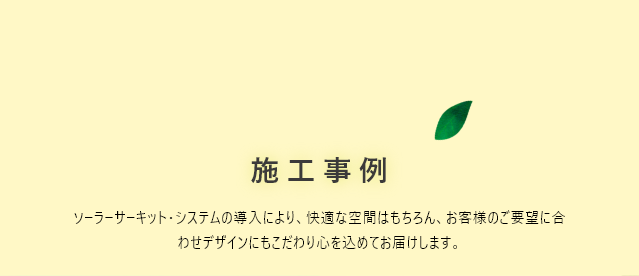 施工事例
ソーラーサーキット・システムの導入により、快適な空間はもちろん、お客様のご要望に合
わせデザインにもこだわり心を込めてお届けします。